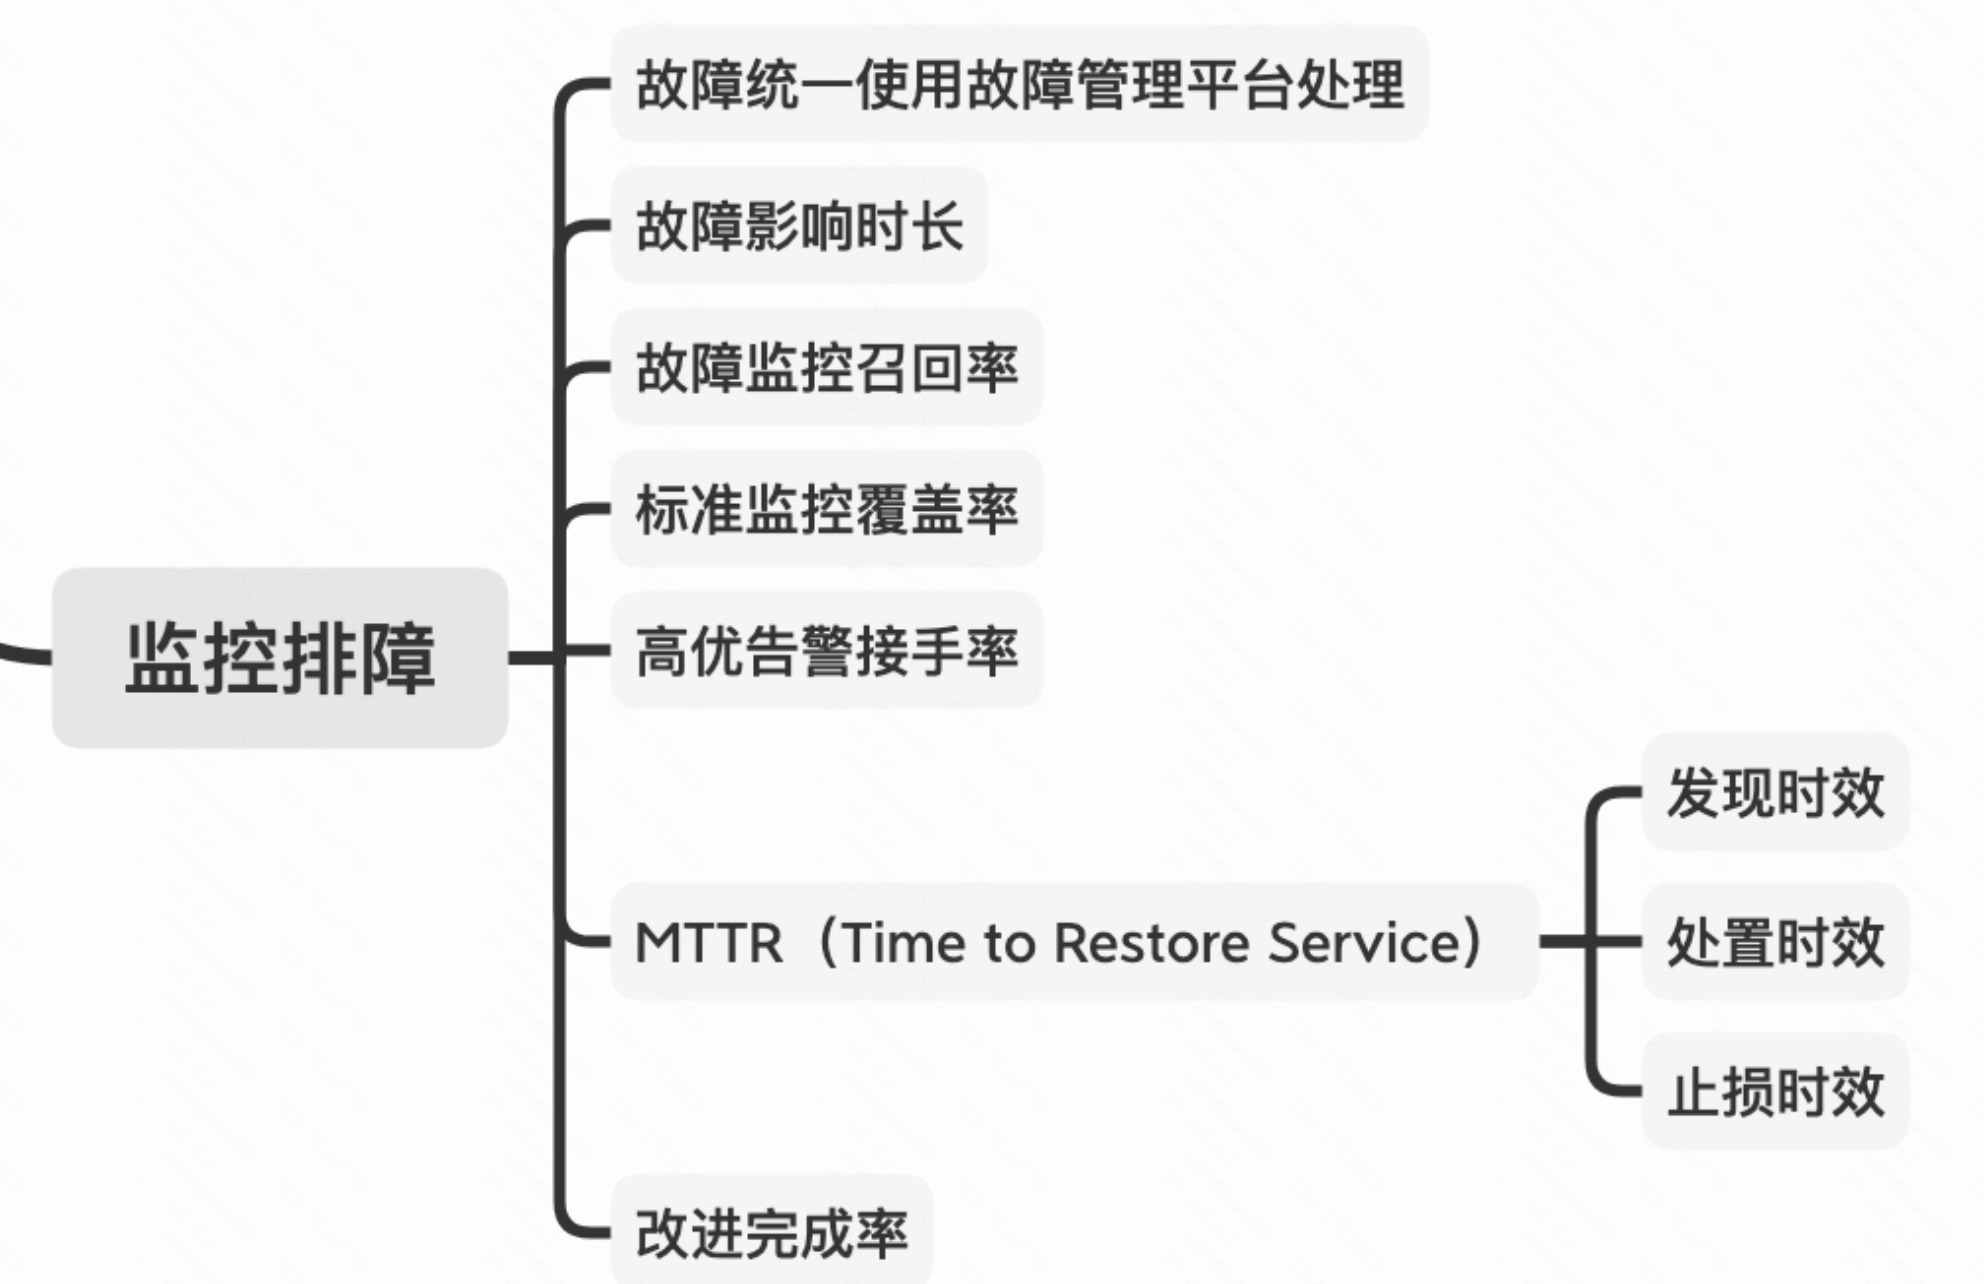 故障统一使用故障管理平台处理
故障影响时长
故障监控召回率
标准监控覆盖率
监控排障
高优告警接手率
发现时效
MTTR（Time to Restore Service）
处置时效
止损时效
改进完成率